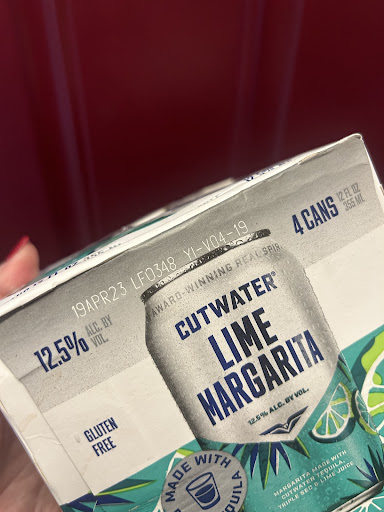 19APR23 LF0348 YI-V04-19
4 CANS
12 FL OZ
355 ML
12.5%
ALC. BY
VOL.
AWARD-WINNING REAL SPIR
CUTWATER®
LIME
MARGARITA
12.5% ALC. BY VOL.
GLUTEN
FREE
MADE WITH
MARGARITA MADE WITH
CUTWATER TEQUILA,
TRIPLE SEC & LIME JUICE